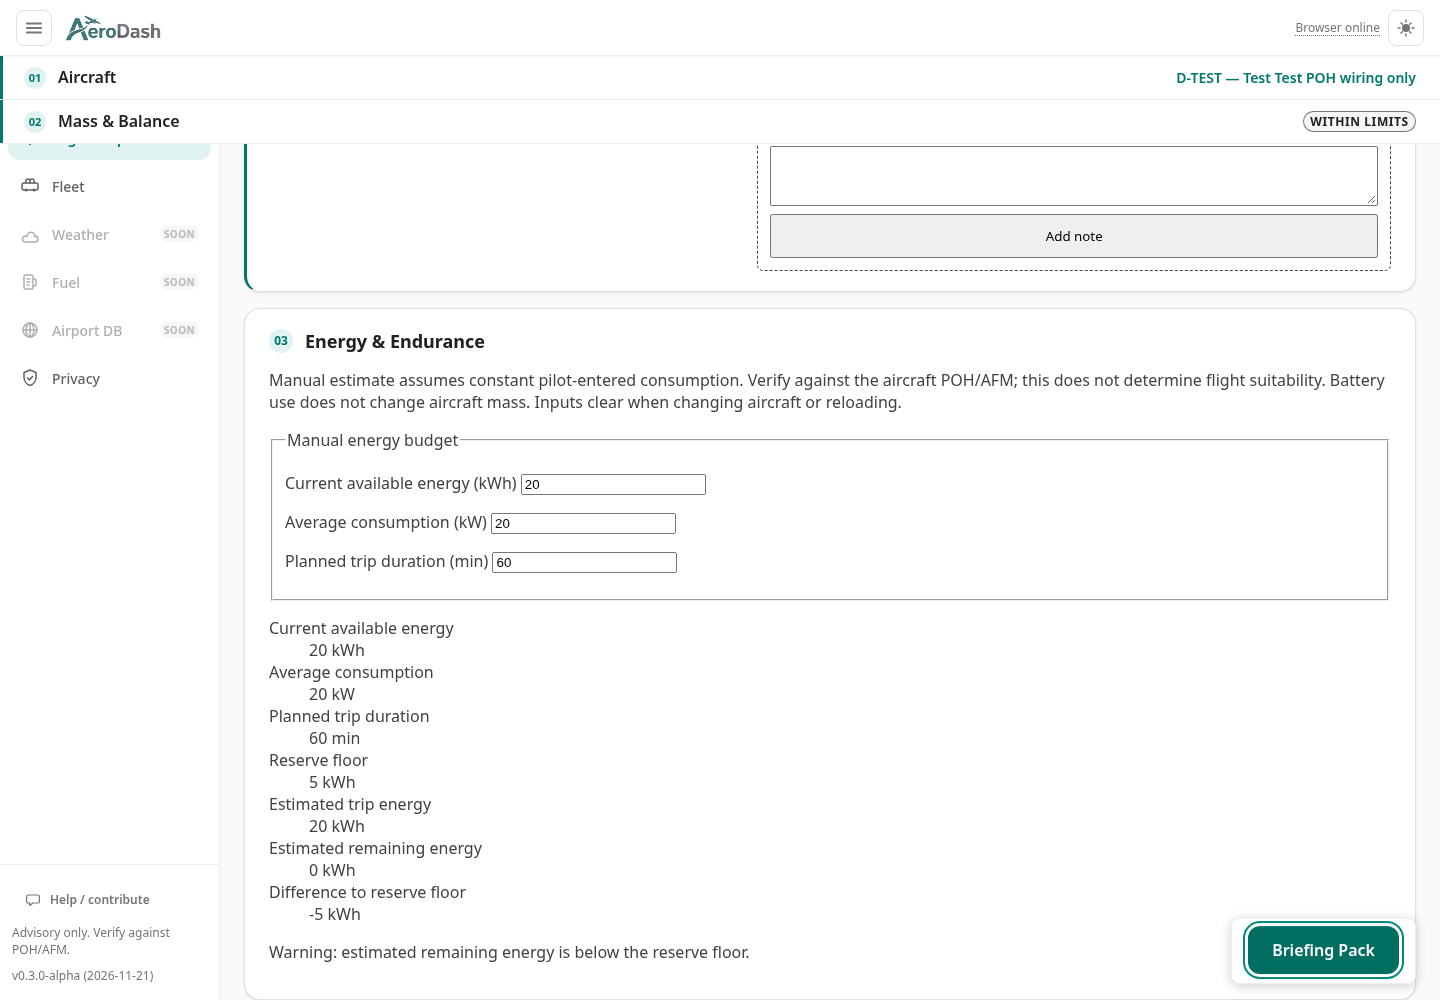 AeroDash
Browser online
01 Aircraft
D-TEST — Test Test POH wiring only
02 Mass & Balance
WITHIN LIMITS
Fleet
Weather SOON
Fuel SOON
Airport DB SOON
Privacy
Add note
03 Energy & Endurance
Manual estimate assumes constant pilot-entered consumption. Verify against the aircraft POH/AFM; this does not determine flight suitability. Battery
use does not change aircraft mass. Inputs clear when changing aircraft or reloading.
Manual energy budget
Current available energy (kWh) 20
Average consumption (kW) 20
Planned trip duration (min) 60
Current available energy
20 kWh
Average consumption
20 kW
Planned trip duration
60 min
Reserve floor
5 kWh
Estimated trip energy
20 kWh
Estimated remaining energy
0 kWh
Difference to reserve floor
-5 kWh
Warning: estimated remaining energy is below the reserve floor.
Briefing Pack
Help / contribute
Advisory only. Verify against
POH/AFM.
v0.3.0-alpha (2026-11-21)